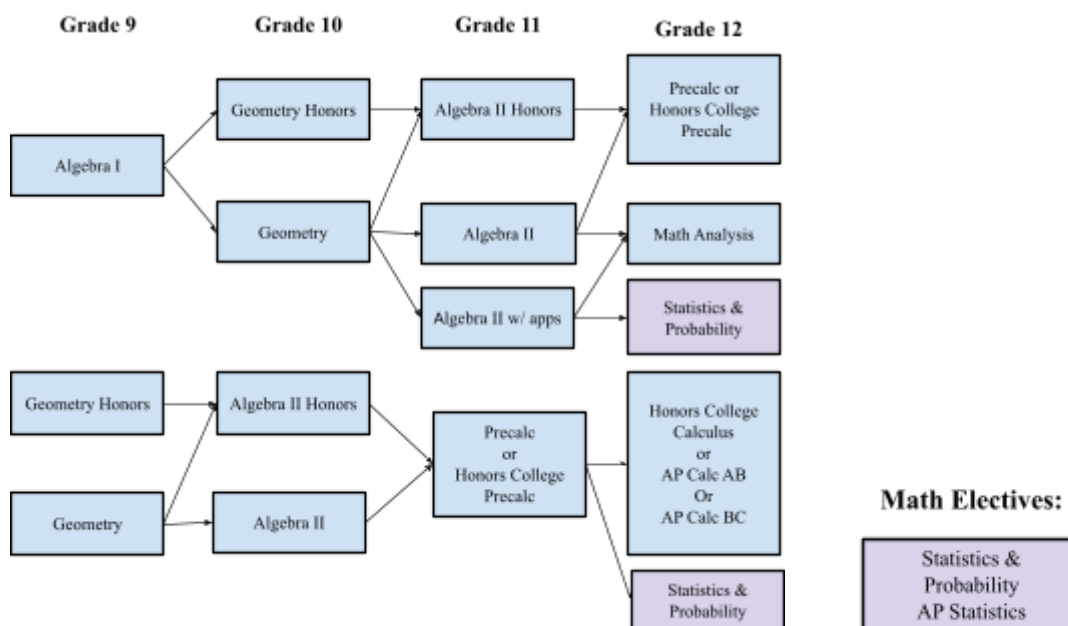 Grade 9
Grade 10
Grade 11
Grade 12
Algebra I
Geometry Honors
Geometry
Algebra II Honors
Algebra II
Algebra II w/ apps
Precalc or
Honors College
Precalc
Math Analysis
Statistics &
Probability
Geometry Honors
Geometry
Algebra II Honors
Algebra II
Precalc
or
Honors College
Precalc
Honors College
Calculus
or
AP Calc AB
Or
AP Calc BC
Statistics &
Probability
Math Electives:
Statistics &
Probability
AP Statistics